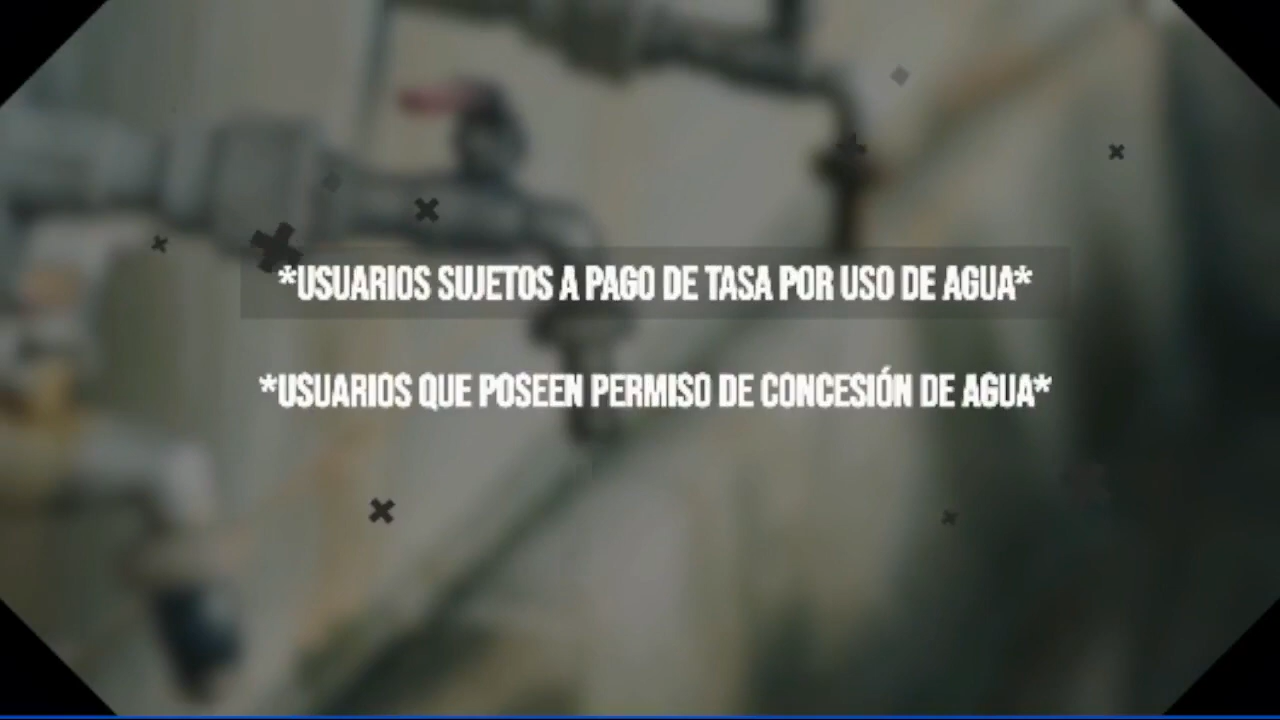 *USUARIOS SUJETOS A PAGO DE TASA POR USO DE AGUA*
*USUARIOS QUE POSEEN PERMISO DE CONCESIÓN DE AGUA*